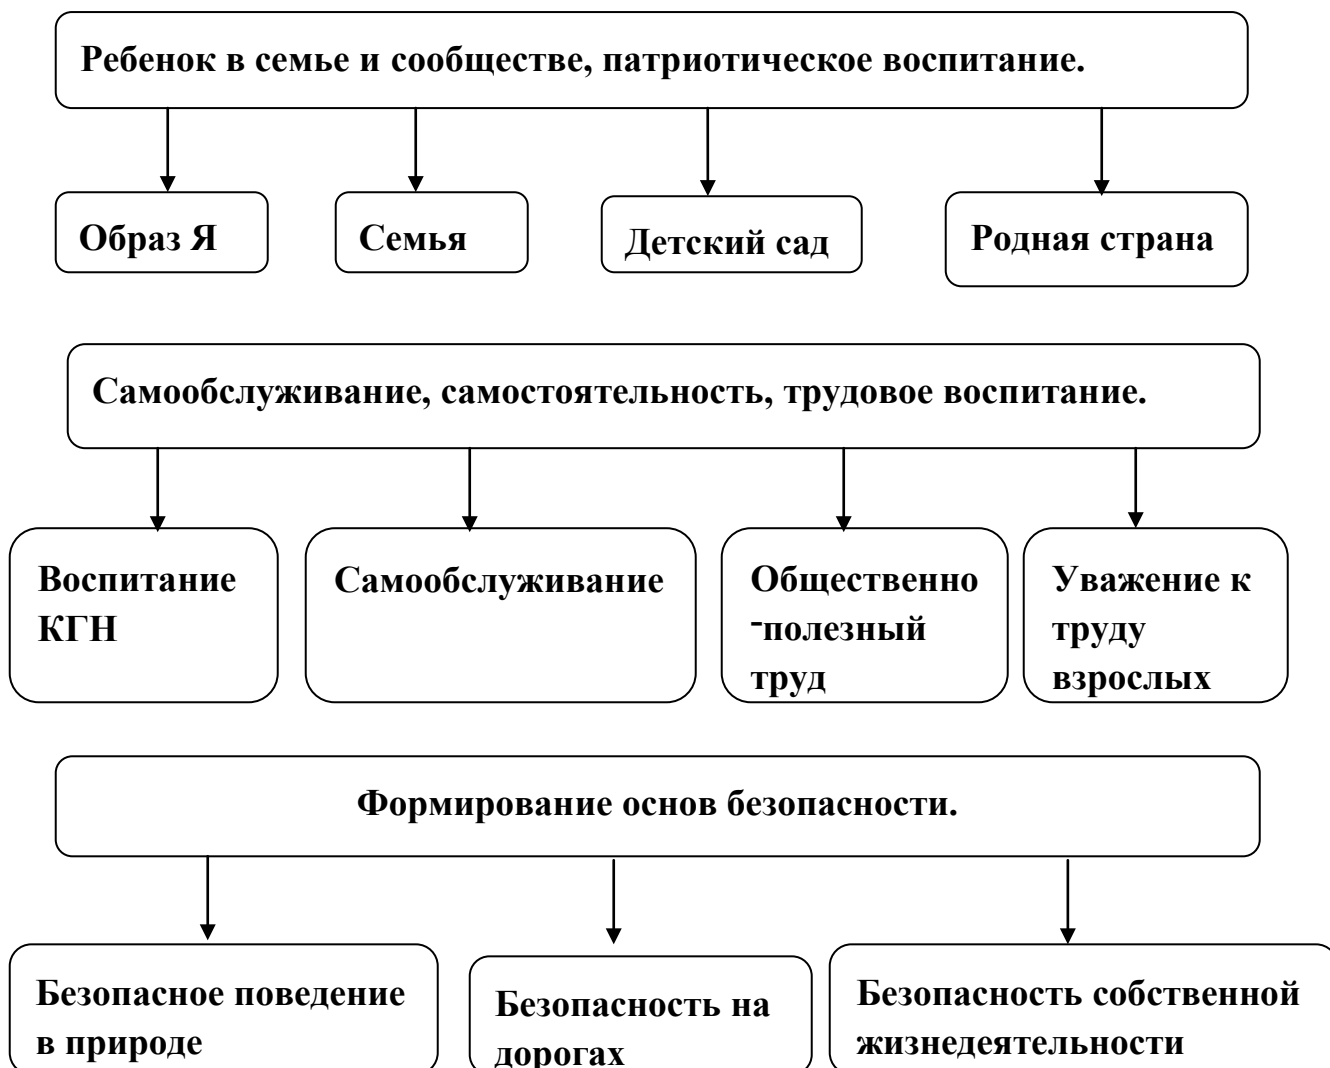 Ребенок в семье и сообществе, патриотическое воспитание.
Образ Я
Семья
Детский сад
Родная страна
Самообслуживание, самостоятельность, трудовое воспитание.
Воспитание
КГН
Самообслуживание
Общественно
-полезный
труд
Уважение к
труду
взрослых
Формирование основ безопасности.
Безопасное поведение
в природе
Безопасность на
дорогах
Безопасность собственной
жизнедеятельности